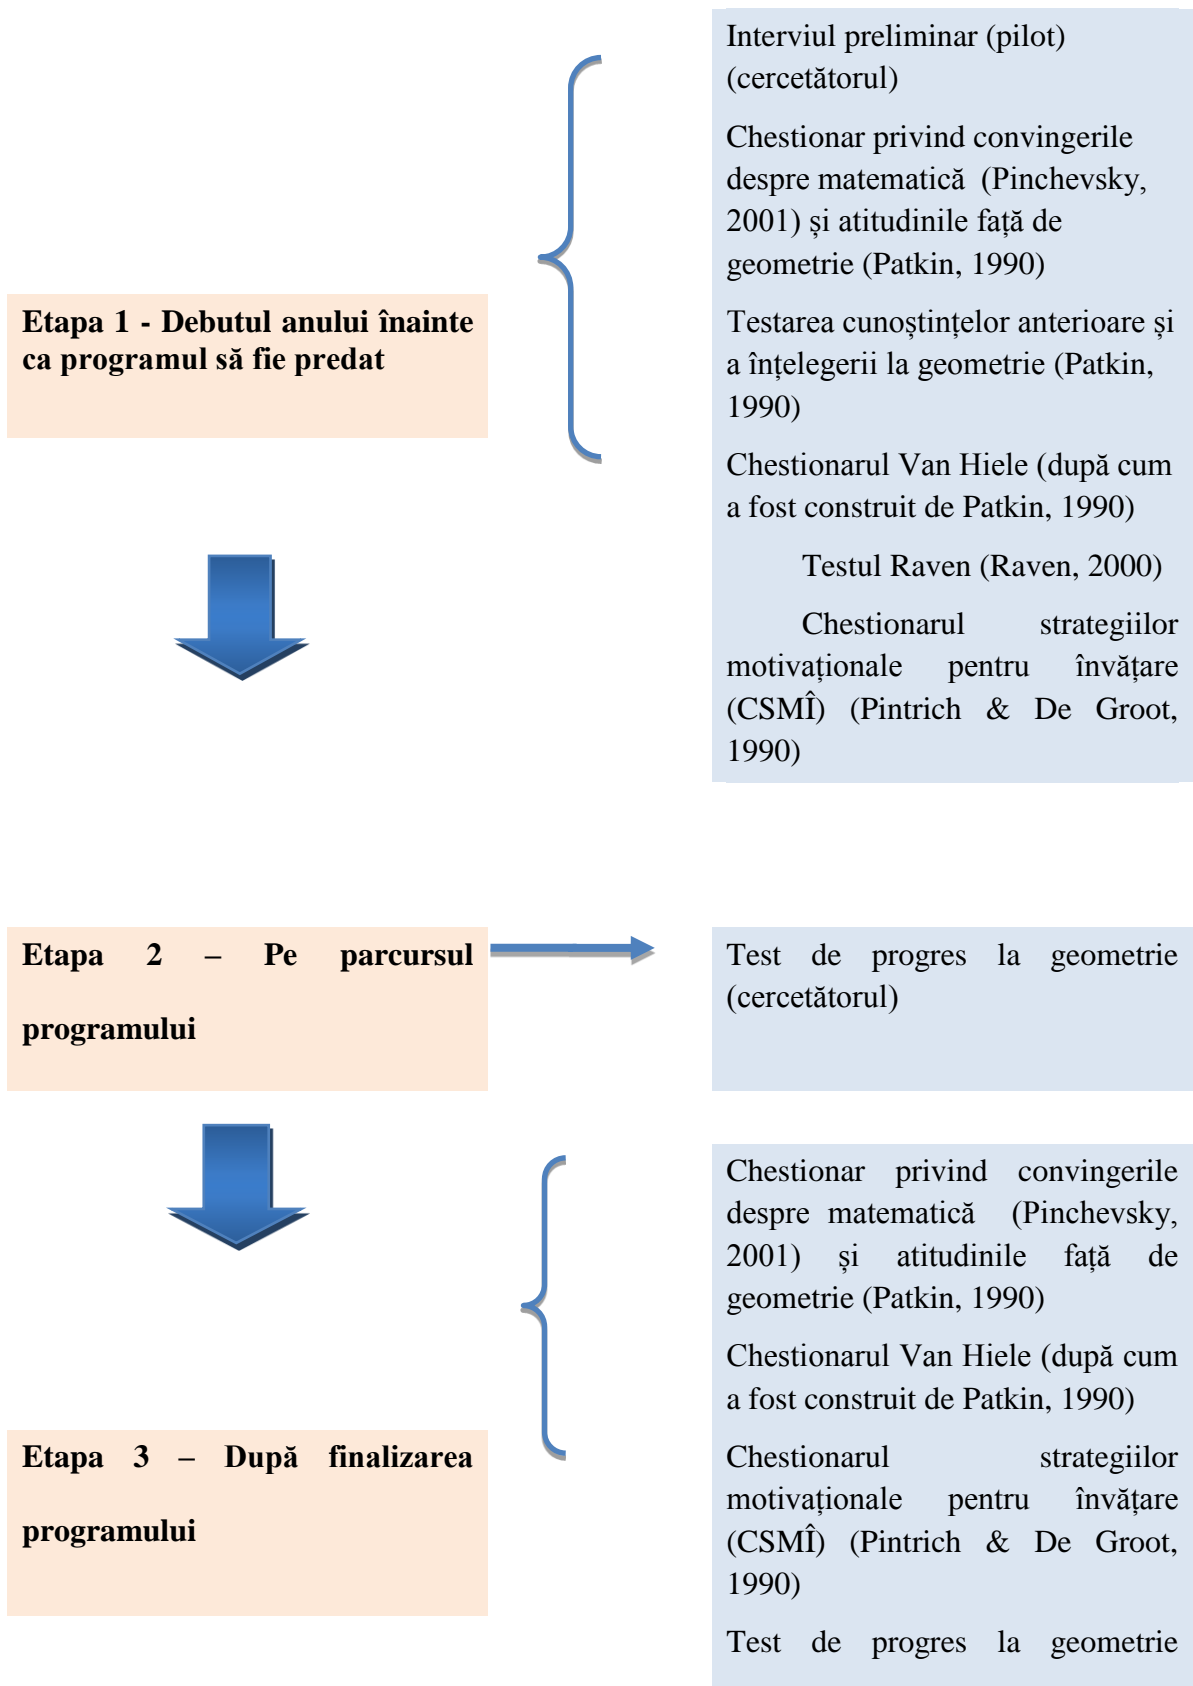 Interviul preliminar (pilot)
(cercetătorul)
Chestionar privind convingerile
despre matematică (Pinchevsky,
2001) și atitudinile față de
geometrie (Patkin, 1990)
Etapa 1 - Debutul anului înainte
ca programul să fie predat
Testarea cunoștințelor anterioare și
a înțelegerii la geometrie (Patkin,
1990)
Chestionarul Van Hiele (după cum
a fost construit de Patkin, 1990)
Testul Raven (Raven, 2000)
Chestionarul strategiilor
motivaționale pentru învățare
(CSMÎ) (Pintrich & De Groot,
1990)
Etapa 2 – Pe parcursul
programului
Test de progres la geometrie
(cercetătorul)
Chestionar privind convingerile
despre matematică (Pinchevsky,
2001) și atitudinile față de
geometrie (Patkin, 1990)
Chestionarul Van Hiele (după cum
a fost construit de Patkin, 1990)
Etapa 3 – După finalizarea
programului
Chestionarul strategiilor
motivaționale pentru învățare
(CSMÎ) (Pintrich & De Groot,
1990)
Test de progres la geometrie